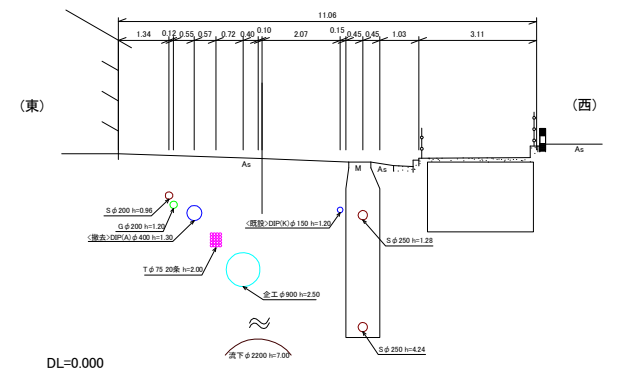 11.06
1.34 0.12 0.55 0.57 0.72 0.40 0.10 2.07 0.15 0.45 0.45 1.03 3.11
(東)
(西)
As
As
M
As
Sφ200 h=0.96
Gφ200 h=1.20
<撤去>DIP(A)φ400 h=1.30
<既設>DIP(K)φ150 h=1.20
Sφ250 h=1.28
Tφ75 20条 h=2.00
企工φ900 h=2.50
流下φ2200 h=7.00
Sφ250 h=4.24
DL=0.000